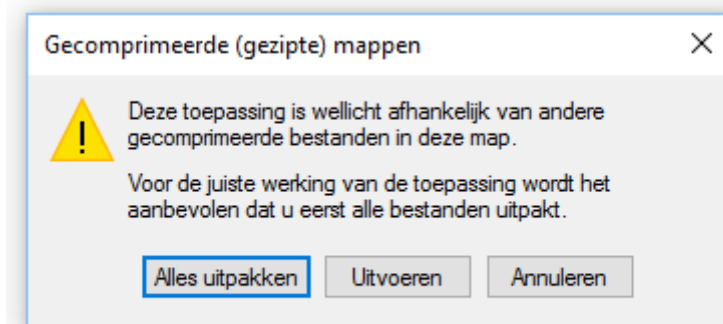 Gecomprimeerde (gezipte) mappen
Deze toepassing is wellicht afhankelijk van andere
gecomprimeerde bestanden in deze map.
Voor de juiste werking van de toepassing wordt het
aanbevolen dat u eerst alle bestanden uitpakt.
Alles uitpakken
Uitvoeren
Annuleren